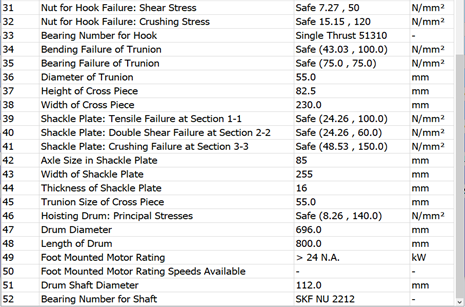 31 Nut for Hook Failure: Shear Stress Safe 7.27 , 50 N/mm²
32 Nut for Hook Failure: Crushing Stress Safe 15.15 , 120 N/mm²
33 Bearing Number for Hook Single Thrust 51310 -
34 Bending Failure of Trunion Safe (43.03 , 100.0) N/mm²
35 Bearing Failure of Trunion Safe (75.0 , 75.0) N/mm²
36 Diameter of Trunion 55.0 mm
37 Height of Cross Piece 82.5 mm
38 Width of Cross Piece 230.0 mm
39 Shackle Plate: Tensile Failure at Section 1-1 Safe (24.26 , 100.0) N/mm²
40 Shackle Plate: Double Shear Failure at Section 2-2 Safe (24.26 , 60.0) N/mm²
41 Shackle Plate: Crushing Failure at Section 3-3 Safe (48.53 , 150.0) N/mm²
42 Axle Size in Shackle Plate 85 mm
43 Width of Shackle Plate 255 mm
44 Thickness of Shackle Plate 16 mm
45 Trunion Size of Cross Piece 55.0 mm
46 Hoisting Drum: Principal Stresses Safe (8.26 , 140.0) N/mm²
47 Drum Diameter 696.0 mm
48 Length of Drum 800.0 mm
49 Foot Mounted Motor Rating > 24 N.A. kW
50 Foot Mounted Motor Rating Speeds Available - -
51 Drum Shaft Diameter 112.0 mm
52 Bearing Number for Shaft SKF NU 2212 -